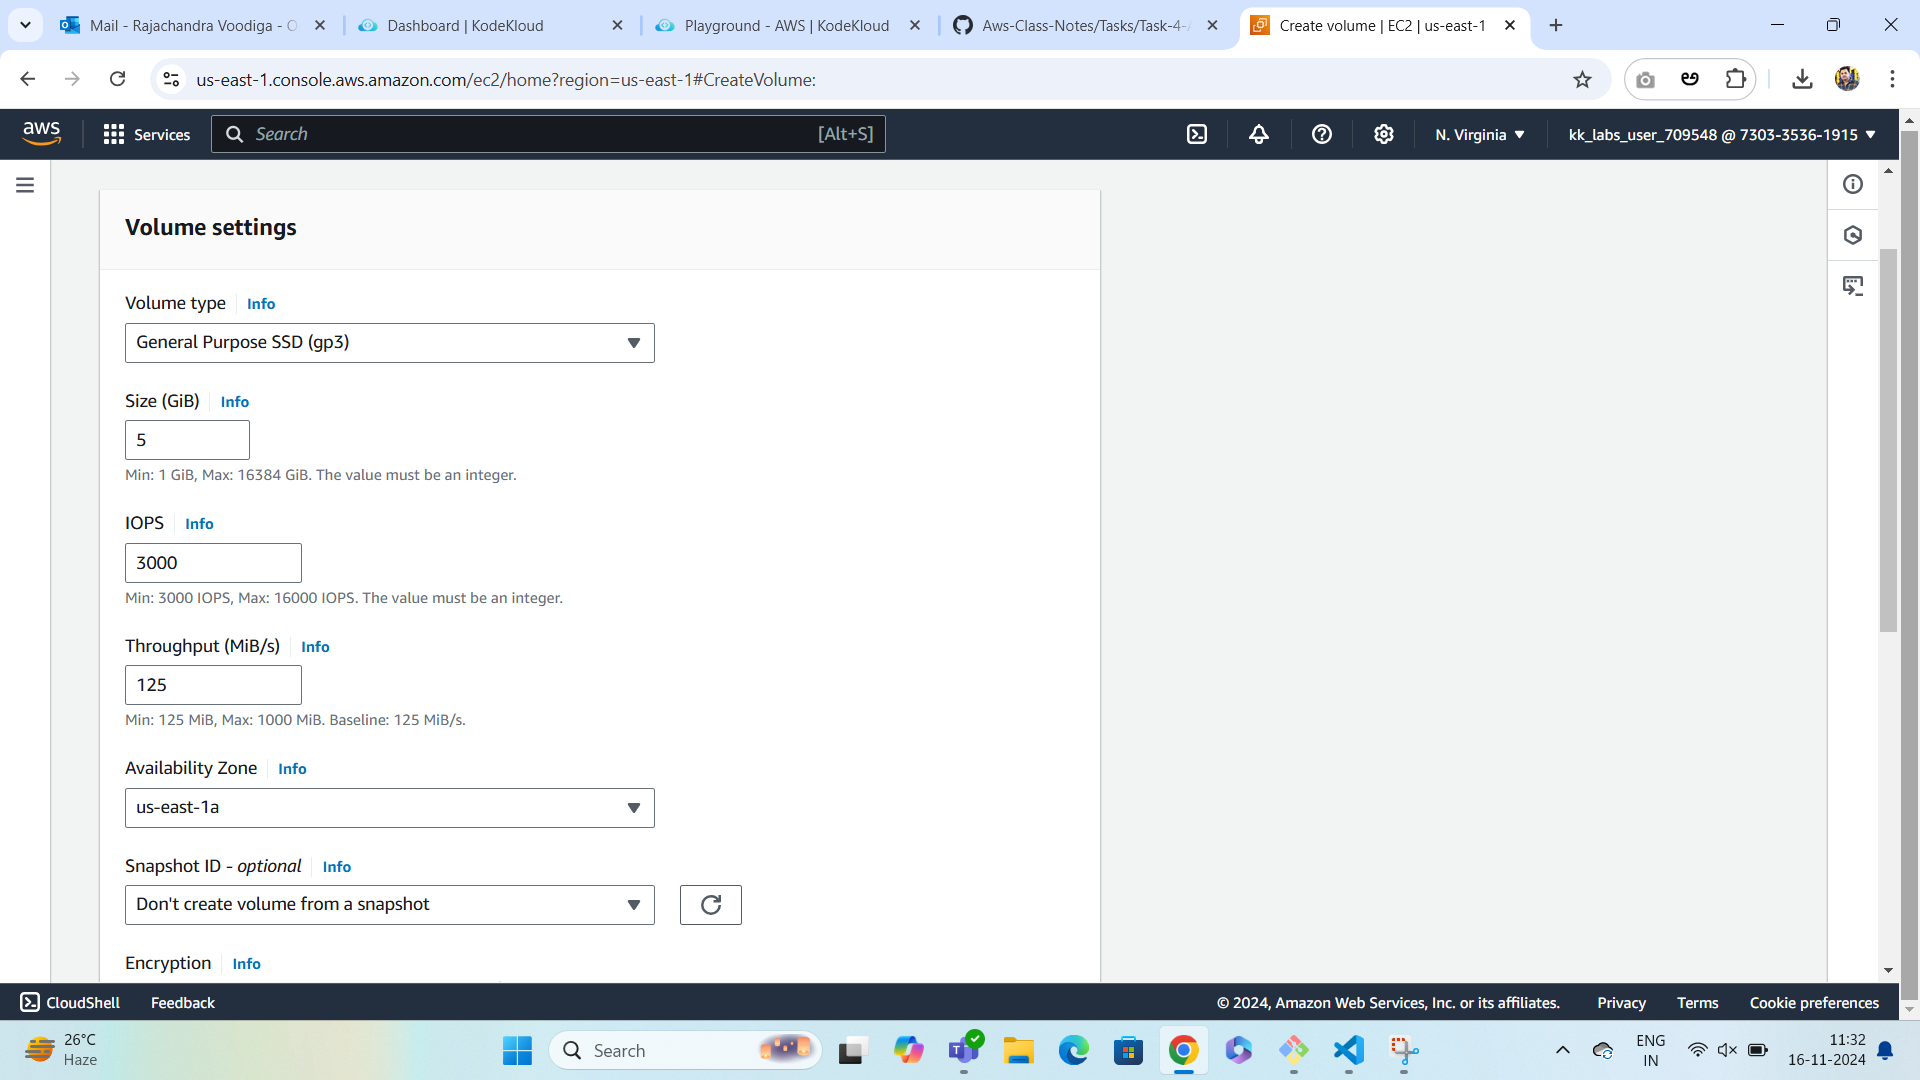 Mail - Rajachandra Voodiga - O
Dashboard | KodeKloud
Playground - AWS | KodeKloud
Aws-Class-Notes/Tasks/Task-4-
Create volume | EC2 | us-east-1
us-east-1.console.aws.amazon.com/ec2/home?region=us-east-1#CreateVolume:
aws
Services
Search
[Alt+S]
N. Virginia
kk_labs_user_709548 @ 7303-3536-1915
Volume settings
Volume type
Info
General Purpose SSD (gp3)
Size (GiB)
Info
5
Min: 1 GiB, Max: 16384 GiB. The value must be an integer.
IOPS
Info
3000
Min: 3000 IOPS, Max: 16000 IOPS. The value must be an integer.
Throughput (MiB/s)
Info
125
Min: 125 MiB, Max: 1000 MiB. Baseline: 125 MiB/s.
Availability Zone
Info
us-east-1a
Snapshot ID - optional
Info
Don't create volume from a snapshot
Encryption
Info
CloudShell
Feedback
© 2024, Amazon Web Services, Inc. or its affiliates.
Privacy
Terms
Cookie preferences
26°C
Haze
Search
ENG
IN
11:32
16-11-2024